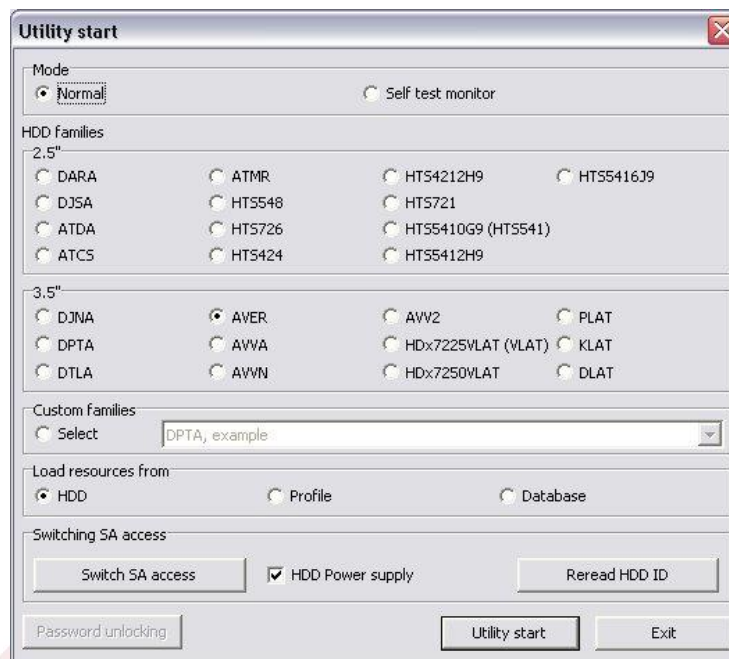 Utility start
Mode
Normal Self test monitor
HDD families
2.5"
DARA ATMR HTS4212H9 HTS5416J9
DJSA HTS548 HTS721
ATDA HTS726 HTS5410G9 (HTS541)
ATCS HTS424 HTS5412H9
3.5"
DJNA AVER AVV2 PLAT
DPTA AVVA HDx7225VLAT (VLAT) KLAT
DTLA AVVN HDx7250VLAT DLAT
Custom families
Select DPTA, example
Load resources from
HDD Profile Database
Switching SA access
Switch SA access HDD Power supply Reread HDD ID
Password unlocking Utility start Exit